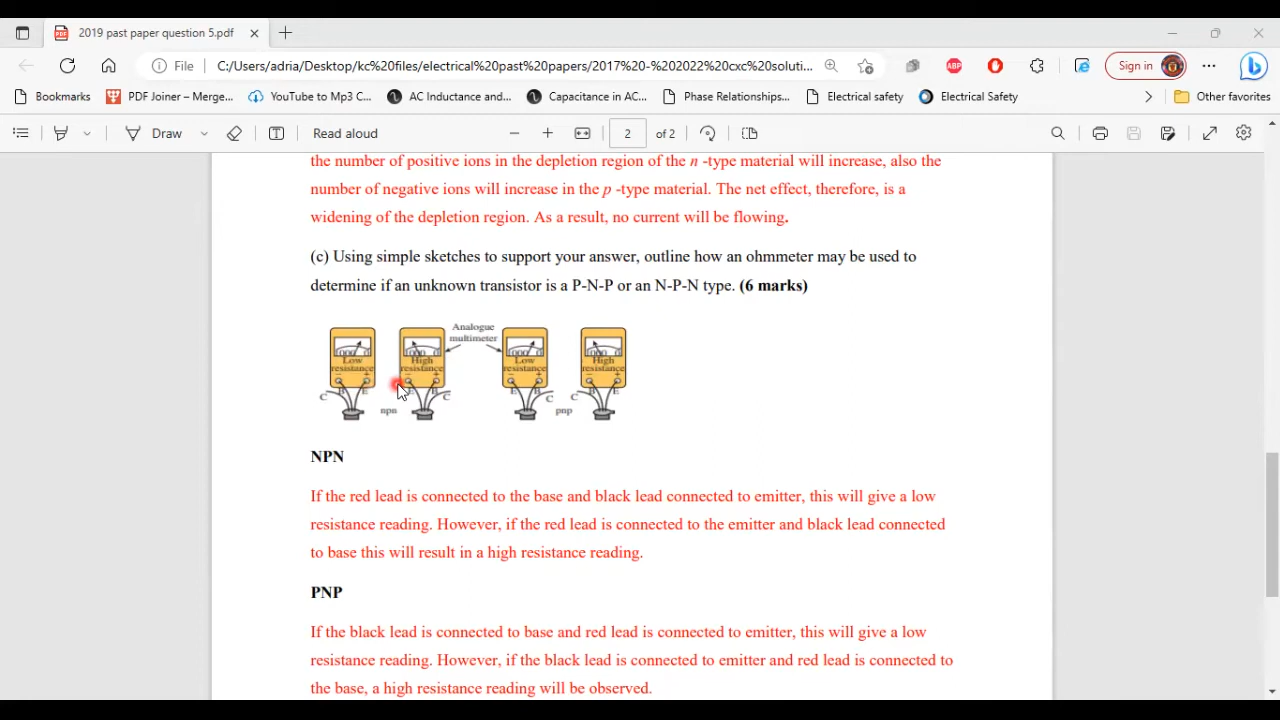 2019 past paper question 5.pdf
File
C:/Users/adria/Desktop/kc%20files/electrical%20past%20papers/2017%20-%202022%20cxc%20soluti...
ABP
Sign in
Bookmarks
PDF Joiner – Merge...
YouTube to Mp3 C...
AC Inductance and...
Capacitance in AC...
Phase Relationships...
Electrical safety
Electrical Safety
Other favorites
Draw
Read aloud
2
of 2
the number of positive ions in the depletion region of the n -type material will increase, also the
number of negative ions will increase in the p -type material. The net effect, therefore, is a
widening of the depletion region. As a result, no current will be flowing.
(c) Using simple sketches to support your answer, outline how an ohmmeter may be used to
determine if an unknown transistor is a P-N-P or an N-P-N type. (6 marks)
Analogue
multimeter
Low
resistance
High
resistance
Low
resistance
High
resistance
C B E
E B C
E B C
C B E
npn
pnp
NPN
If the red lead is connected to the base and black lead connected to emitter, this will give a low
resistance reading. However, if the red lead is connected to the emitter and black lead connected
to base this will result in a high resistance reading.
PNP
If the black lead is connected to base and red lead is connected to emitter, this will give a low
resistance reading. However, if the black lead is connected to emitter and red lead is connected to
the base, a high resistance reading will be observed.